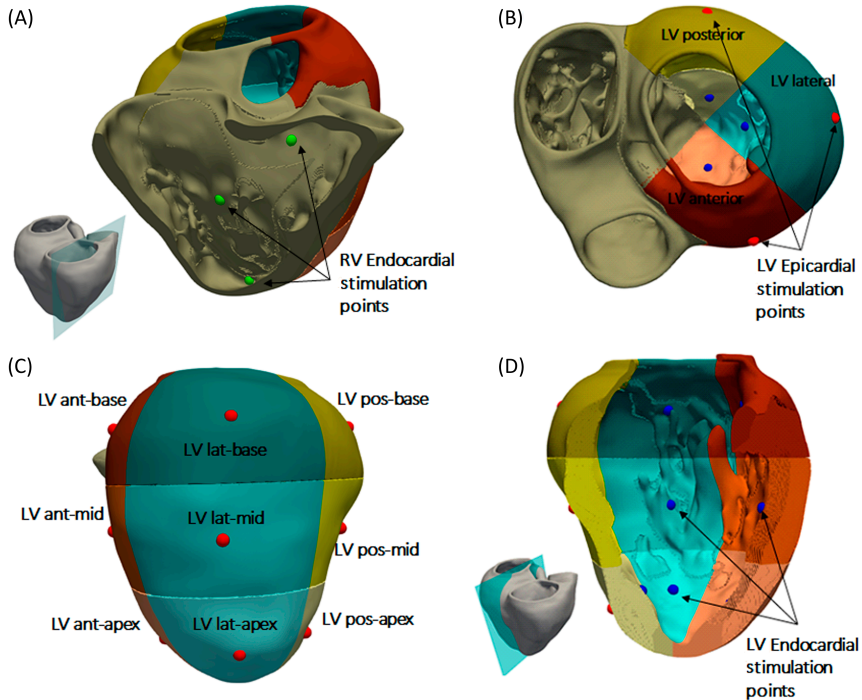 (A)
RV Endocardial
stimulation
points
(B)
LV posterior
LV lateral
LV anterior
LV Epicardial
stimulation
points
(C)
LV ant-base
LV pos-base
LV lat-base
LV ant-mid
LV lat-mid
LV pos-mid
LV ant-apex
LV lat-apex
LV pos-apex
(D)
LV Endocardial
stimulation
points